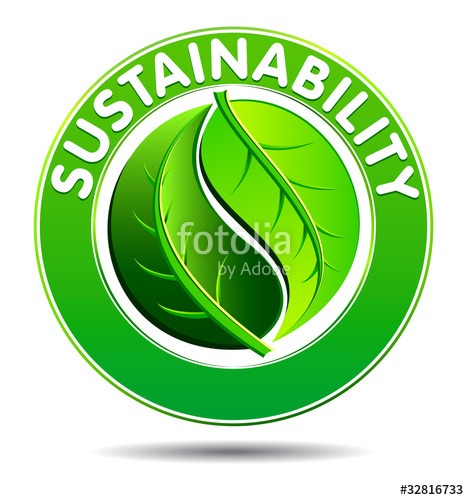 SUSTAINABILITY
fotolia
by Adobe
#32816733